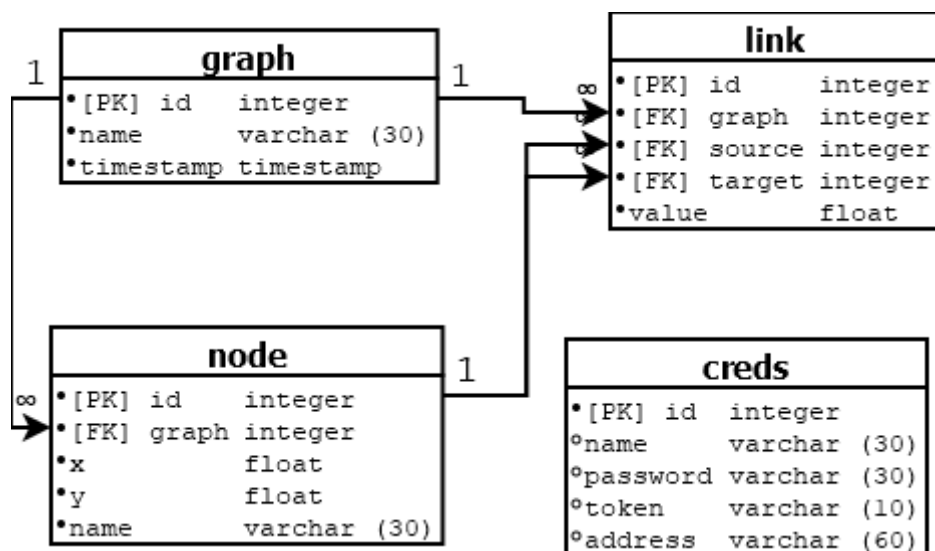 graph
1
1
•[PK] id integer
•name varchar (30)
•timestamp timestamp
link
∞
•[PK] id integer
•[FK] graph integer
•[FK] source integer
•[FK] target integer
•value float
node
1
∞
•[PK] id integer
•[FK] graph integer
•x float
•y float
•name varchar (30)
creds
•[PK] id integer
°name varchar (30)
°password varchar (30)
°token varchar (10)
°address varchar (60)